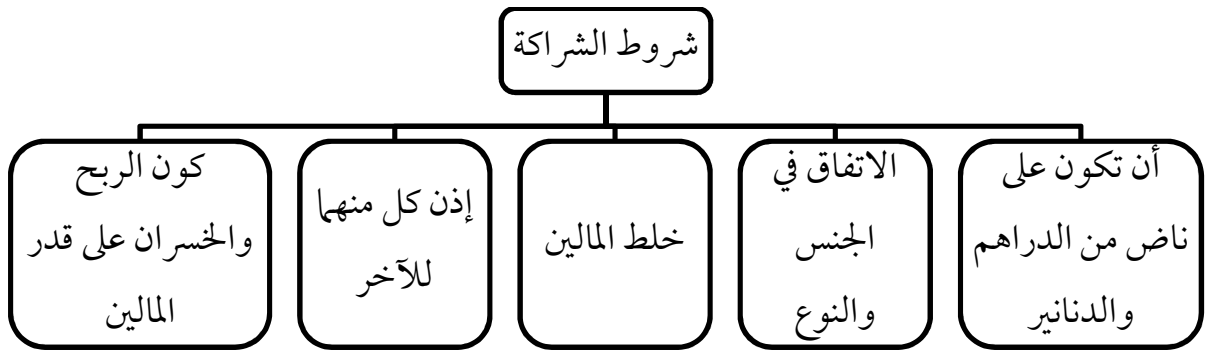 شروط الشراكة
أن تكون على
ناض من الدراهم
والدنانير
الاتفاق في
الجنس
والنوع
خلط المالين
إذن كل منهما
للآخر
كون الربح
والخسران على قدر
المالين